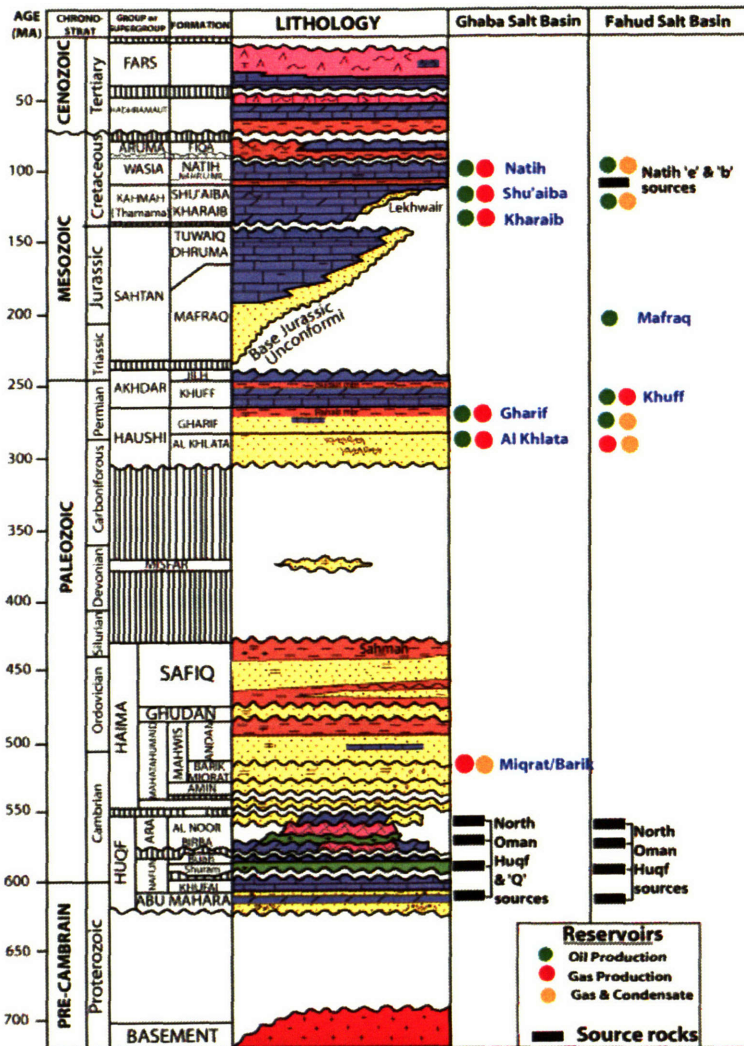 AGE
(MA)
CHRONO-
STRAT
GROUP or
SUPERGROUP
FORMATION
LITHOLOGY
Ghaba Salt Basin
Fahud Salt Basin
50
100
150
200
250
300
350
400
450
500
550
600
650
700
CENOZOIC
MESOZOIC
PALEOZOIC
PRE-CAMBRAIN
Tertiary
Cretaceous
Jurassic
Triassic
Permian
Carboniforous
Devonian
Silurian
Ordovician
Cambrian
Proterozoic
FARS
HADHRAMAUT
ARUMA
FIQA
WASIA
NATIH
NAHR UMR
KAHMAH
(Thamama)
SHU'AIBA
KHARAIB
SAHTAN
TUWAIQ
DHRUMA
MAFRAQ
AKHDAR
JILH
KHUFF
HAUSHI
GHARIF
AL KHLATA
MISFAR
HAIMA
SAFIQ
GHUDAN
MAHATAHUMAID
MAHWIS
ANDAM
BARIK
MIQRAT
AMIN
HUQF
ARA
AL NOOR
BIRBA
NAFUN
Buah
Shuram
KHUFAI
ABU MAHARA
BASEMENT
Lekhwair
Base Jurassic
Unconformi
Sahmah
Natih
Shu'aiba
Kharaib
Gharif
Al Khlata
Miqrat/Barik
North
Oman
Huqf
& 'Q'
sources
Natih 'e' & 'b'
sources
Mafraq
Khuff
North
Oman
Huqf
sources
Reservoirs
Oil Production
Gas Production
Gas & Condensate
Source rocks